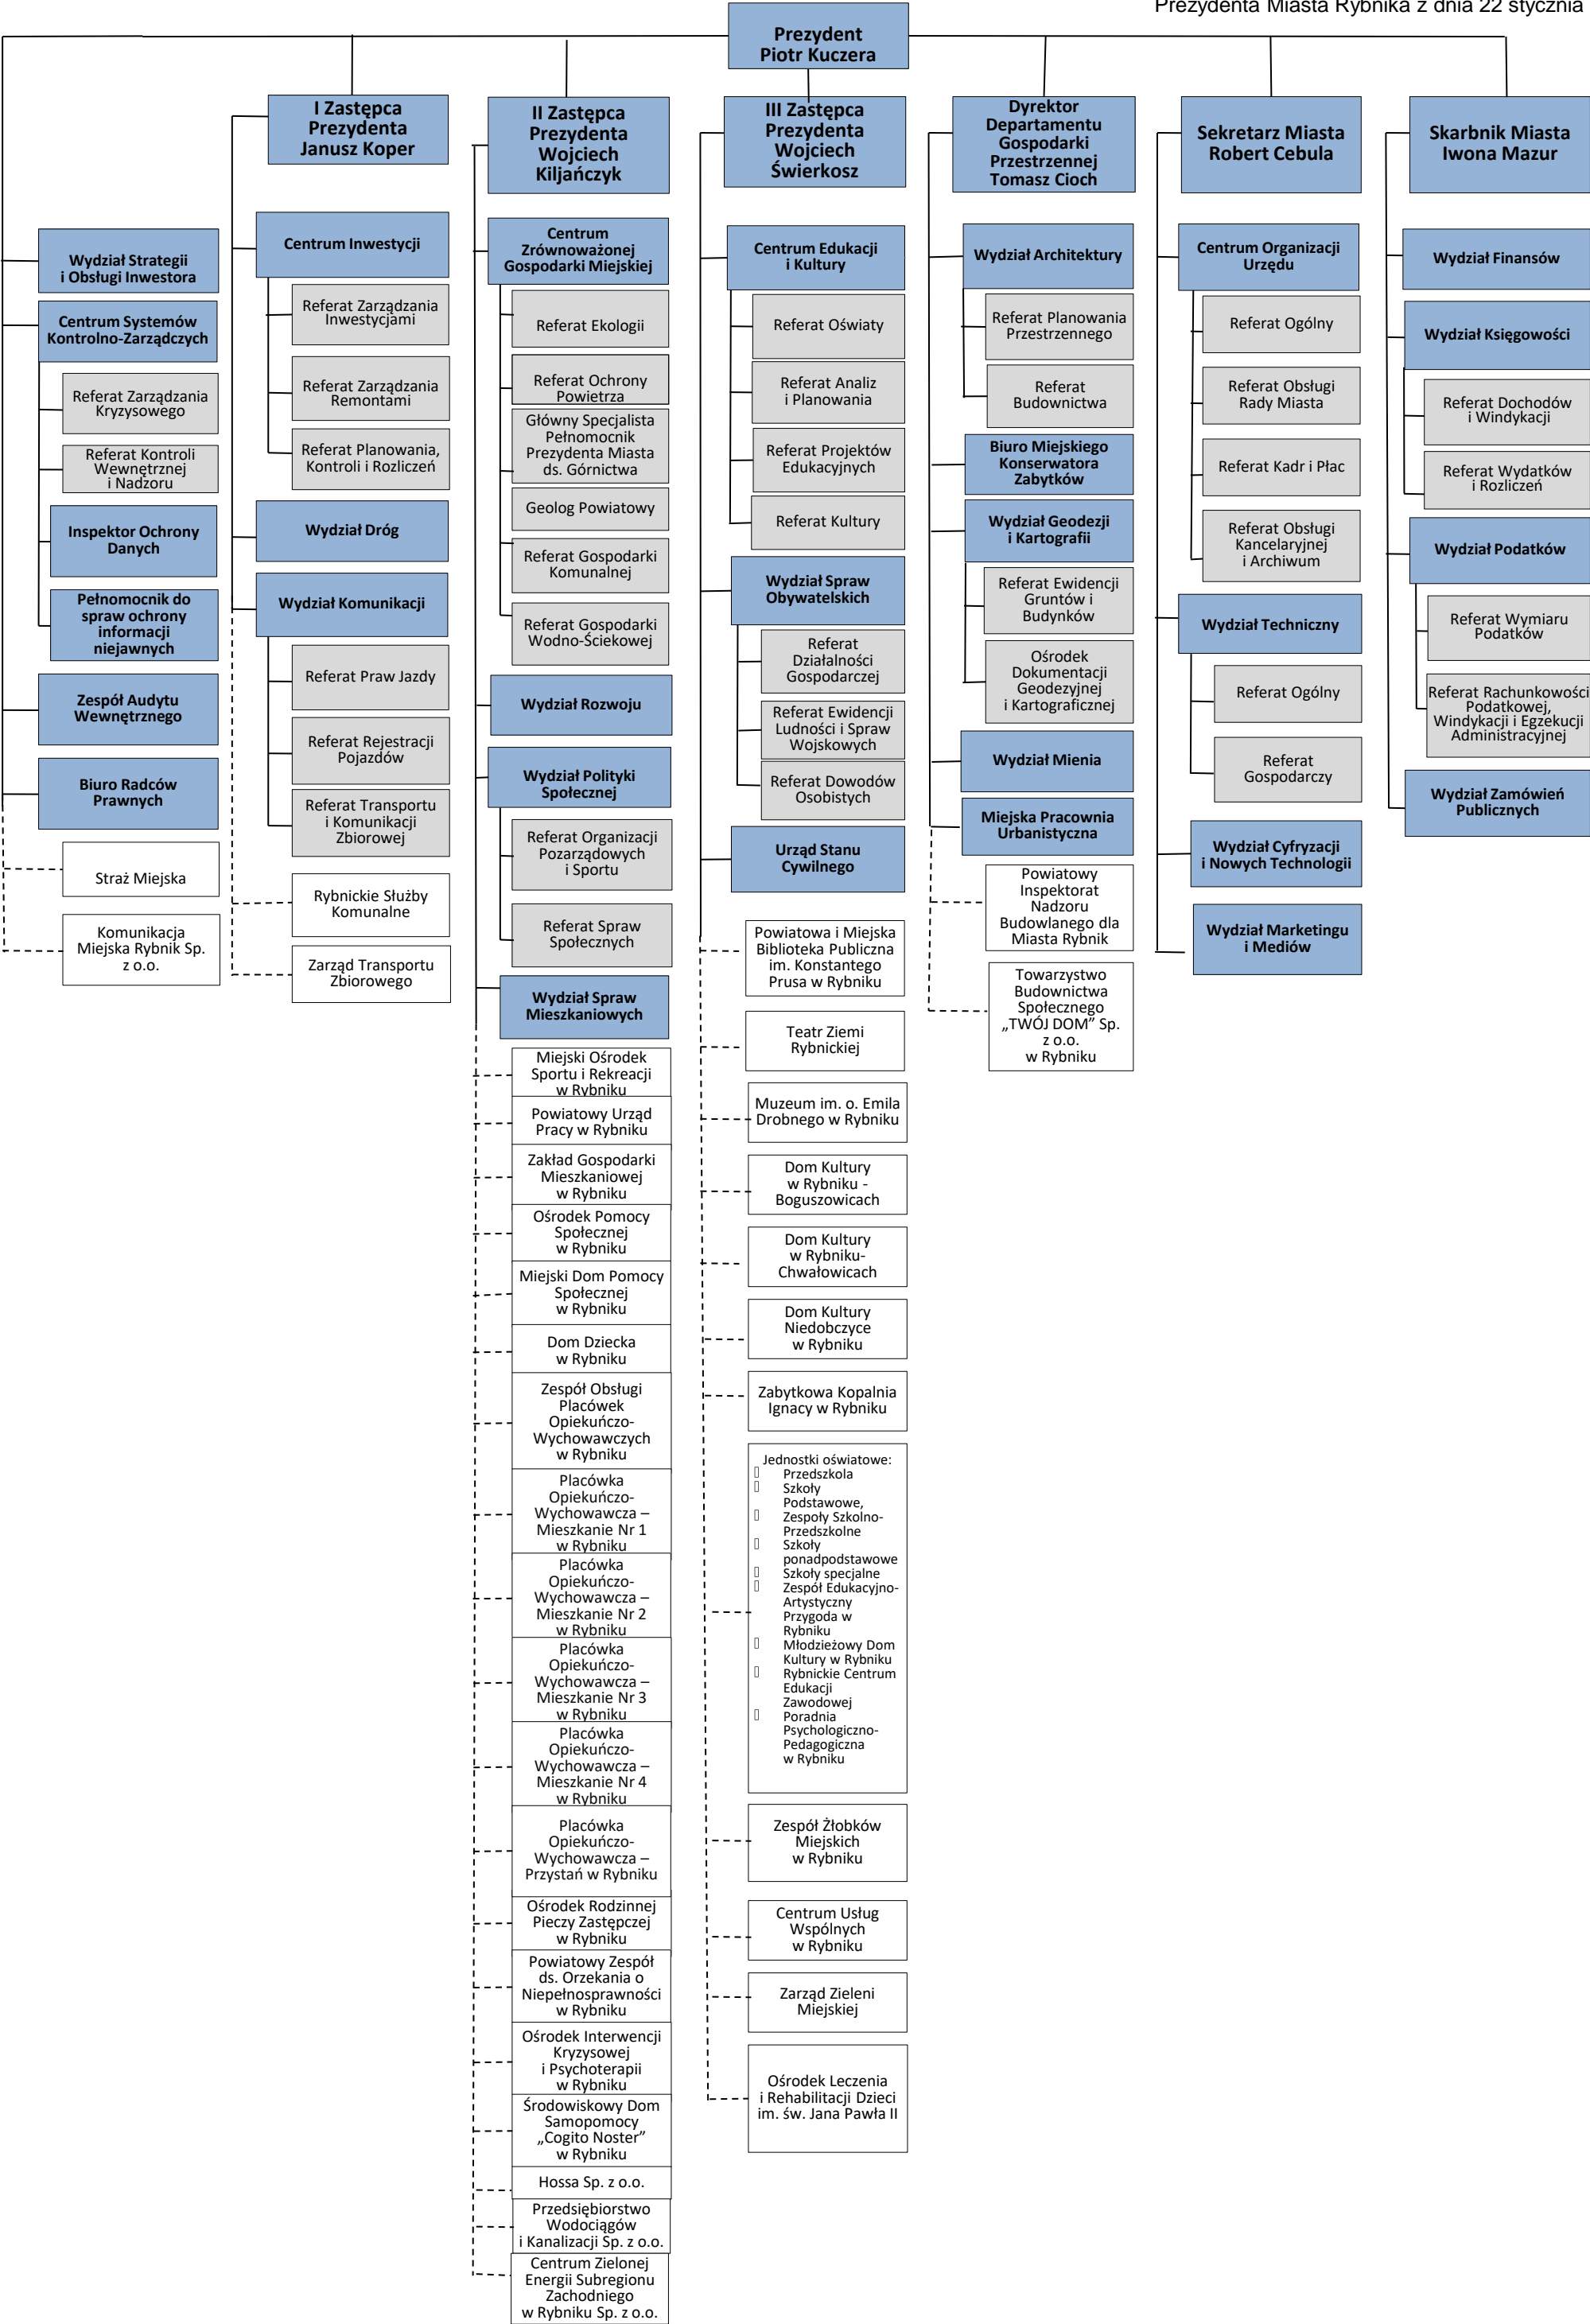 Prezydenta Miasta Rybnika z dnia 22 stycznia
Prezydent
Piotr Kuczera
I Zastępca
Prezydenta
Janusz Koper
II Zastępca
Prezydenta
Wojciech
Kiljańczyk
III Zastępca
Prezydenta
Wojciech
Świerkosz
Dyrektor
Departamentu
Gospodarki
Przestrzennej
Tomasz Cioch
Sekretarz Miasta
Robert Cebula
Skarbnik Miasta
Iwona Mazur
Wydział Strategii
i Obsługi Inwestora
Centrum Systemów
Kontrolno-Zarządczych
Referat Zarządzania
Kryzysowego
Referat Kontroli
Wewnętrznej
i Nadzoru
Inspektor Ochrony
Danych
Pełnomocnik do
spraw ochrony
informacji
niejawnych
Zespół Audytu
Wewnętrznego
Biuro Radców
Prawnych
Straż Miejska
Komunikacja
Miejska Rybnik Sp.
z o.o.
Centrum Inwestycji
Referat Zarządzania
Inwestycjami
Referat Zarządzania
Remontami
Referat Planowania,
Kontroli i Rozliczeń
Wydział Dróg
Wydział Komunikacji
Referat Praw Jazdy
Referat Rejestracji
Pojazdów
Referat Transportu
i Komunikacji
Zbiorowej
Rybnickie Służby
Komunalne
Zarząd Transportu
Zbiorowego
Centrum
Zrównoważonej
Gospodarki Miejskiej
Referat Ekologii
Referat Ochrony
Powietrza
Główny Specjalista
Pełnomocnik
Prezydenta Miasta
ds. Górnictwa
Geolog Powiatowy
Referat Gospodarki
Komunalnej
Referat Gospodarki
Wodno-Ściekowej
Wydział Rozwoju
Wydział Polityki
Społecznej
Referat Organizacji
Pozarządowych
i Sportu
Referat Spraw
Społecznych
Wydział Spraw
Mieszkaniowych
Miejski Ośrodek
Sportu i Rekreacji
w Rybniku
Powiatowy Urząd
Pracy w Rybniku
Zakład Gospodarki
Mieszkaniowej
w Rybniku
Ośrodek Pomocy
Społecznej
w Rybniku
Miejski Dom Pomocy
Społecznej
w Rybniku
Dom Dziecka
w Rybniku
Zespół Obsługi
Placówek
Opiekuńczo-
Wychowawczych
w Rybniku
Placówka
Opiekuńczo-
Wychowawcza –
Mieszkanie Nr 1
w Rybniku
Placówka
Opiekuńczo-
Wychowawcza –
Mieszkanie Nr 2
w Rybniku
Placówka
Opiekuńczo-
Wychowawcza –
Mieszkanie Nr 3
w Rybniku
Placówka
Opiekuńczo-
Wychowawcza –
Mieszkanie Nr 4
w Rybniku
Placówka
Opiekuńczo-
Wychowawcza –
Przystań w Rybniku
Ośrodek Rodzinnej
Pieczy Zastępczej
w Rybniku
Powiatowy Zespół
ds. Orzekania o
Niepełnosprawności
w Rybniku
Ośrodek Interwencji
Kryzysowej
i Psychoterapii
w Rybniku
Środowiskowy Dom
Samopomocy
„Cogito Noster”
w Rybniku
Hossa Sp. z o.o.
Przedsiębiorstwo
Wodociągów
i Kanalizacji Sp. z o.o.
Centrum Zielonej
Energii Subregionu
Zachodniego
w Rybniku Sp. z o.o.
Centrum Edukacji
i Kultury
Referat Oświaty
Referat Analiz
i Planowania
Referat Projektów
Edukacyjnych
Referat Kultury
Wydział Spraw
Obywatelskich
Referat
Działalności
Gospodarczej
Referat Ewidencji
Ludności i Spraw
Wojskowych
Referat Dowodów
Osobistych
Urząd Stanu
Cywilnego
Powiatowa i Miejska
Biblioteka Publiczna
im. Konstantego
Prusa w Rybniku
Teatr Ziemi
Rybnickiej
Muzeum im. o. Emila
Drobnego w Rybniku
Dom Kultury
w Rybniku -
Boguszowicach
Dom Kultury
w Rybniku-
Chwałowicach
Dom Kultury
Niedobczyce
w Rybniku
Zabytkowa Kopalnia
Ignacy w Rybniku
Jednostki oświatowe:
Przedszkola
Szkoły
Podstawowe,
Zespoły Szkolno-
Przedszkolne
Szkoły
ponadpodstawowe
Szkoły specjalne
Zespół Edukacyjno-
Artystyczny
Przygoda w
Rybniku
Młodzieżowy Dom
Kultury w Rybniku
Rybnickie Centrum
Edukacji
Zawodowej
Poradnia
Psychologiczno-
Pedagogiczna
w Rybniku
Zespół Żłobków
Miejskich
w Rybniku
Centrum Usług
Wspólnych
w Rybniku
Zarząd Zieleni
Miejskiej
Ośrodek Leczenia
i Rehabilitacji Dzieci
im. św. Jana Pawła II
Wydział Architektury
Referat Planowania
Przestrzennego
Referat
Budownictwa
Biuro Miejskiego
Konserwatora
Zabytków
Wydział Geodezji
i Kartografii
Referat Ewidencji
Gruntów i
Budynków
Ośrodek
Dokumentacji
Geodezyjnej
i Kartograficznej
Wydział Mienia
Miejska Pracownia
Urbanistyczna
Powiatowy
Inspektorat
Nadzoru
Budowlanego dla
Miasta Rybnik
Towarzystwo
Budownictwa
Społecznego
„TWÓJ DOM” Sp.
z o.o.
w Rybniku
Centrum Organizacji
Urzędu
Referat Ogólny
Referat Obsługi
Rady Miasta
Referat Kadr i Płac
Referat Obsługi
Kancelaryjnej
i Archiwum
Wydział Techniczny
Referat Ogólny
Referat
Gospodarczy
Wydział Cyfryzacji
i Nowych Technologii
Wydział Marketingu
i Mediów
Wydział Finansów
Wydział Księgowości
Referat Dochodów
i Windykacji
Referat Wydatków
i Rozliczeń
Wydział Podatków
Referat Wymiaru
Podatków
Referat Rachunkowości
Podatkowej,
Windykacji i Egzekucji
Administracyjnej
Wydział Zamówień
Publicznych